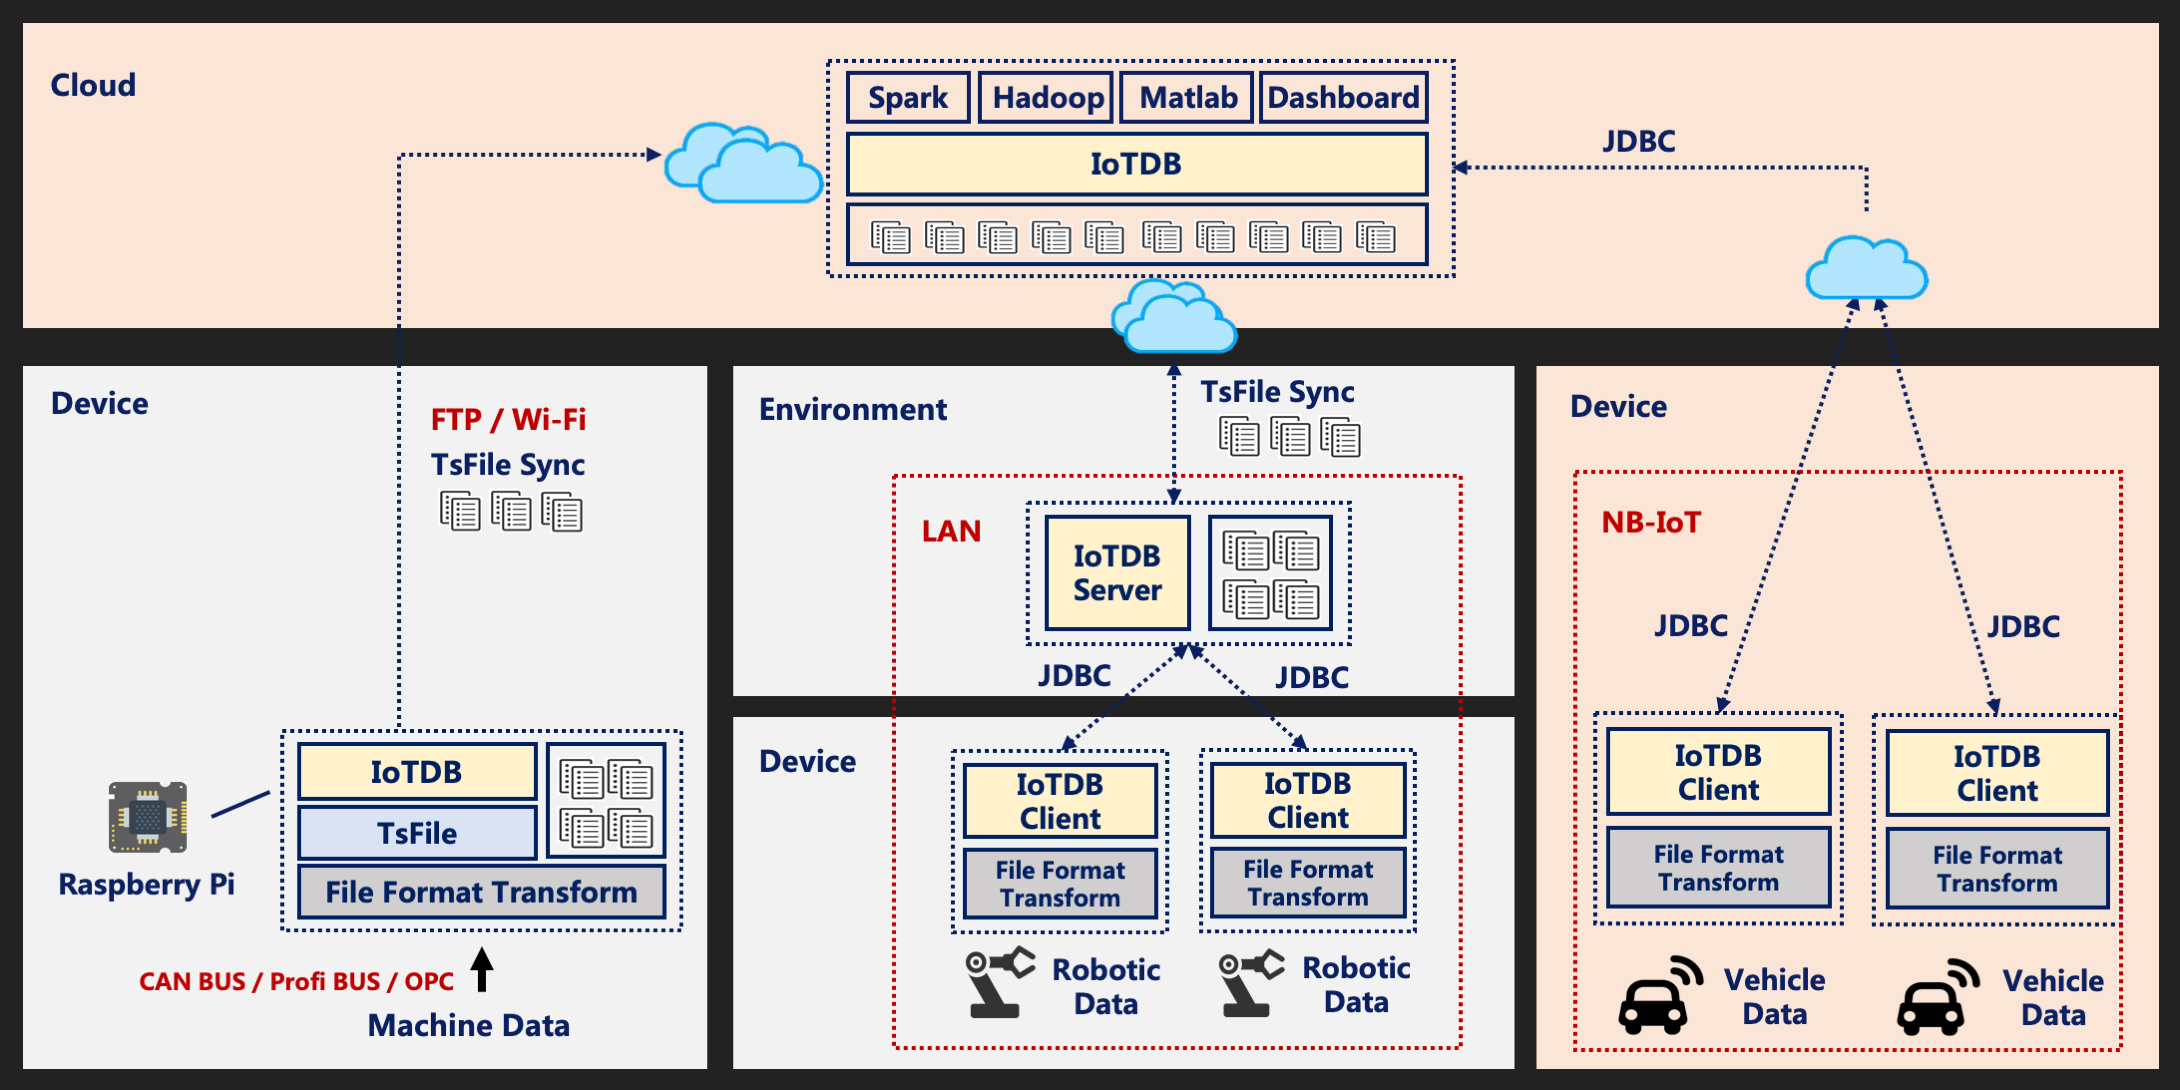 Cloud
Spark
Hadoop
Matlab
Dashboard
IoTDB
JDBC
Device
FTP / Wi-Fi
TsFile Sync
IoTDB
TsFile
File Format Transform
Raspberry Pi
CAN BUS / Profi BUS / OPC
Machine Data
Environment
TsFile Sync
LAN
IoTDB
Server
JDBC
JDBC
Device
IoTDB
Client
File Format
Transform
Robotic
Data
IoTDB
Client
File Format
Transform
Robotic
Data
Device
NB-IoT
JDBC
JDBC
IoTDB
Client
File Format
Transform
Vehicle
Data
IoTDB
Client
File Format
Transform
Vehicle
Data